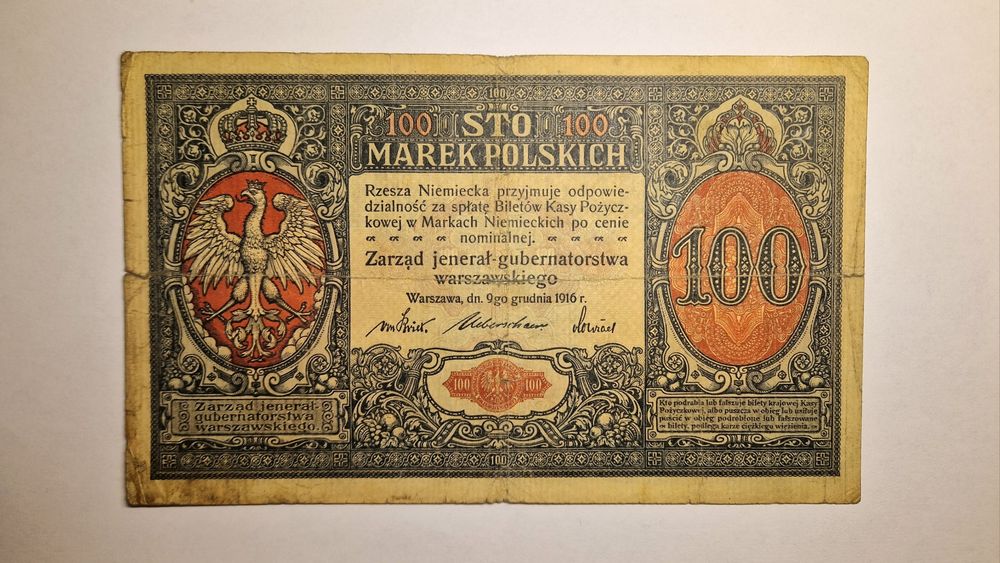 100
100 STO 100
MAREK POLSKICH
Rzesza Niemiecka przyjmuje odpowie-
dzialność za spłatę Biletów Kasy Pożycz-
kowej w Markach Niemieckich po cenie
nominalnej.
Zarząd jenerał-gubernatorstwa
warszawskiego
Warszawa, dn. 9go grudnia 1916 r.
100
100 100
Zarząd jenerał-
gubernatorstwa
warszawskiego.
Kto podrabia lub fałszuje bilety krajowej Kasy
Pożyczkowej, albo puszcza w obieg lub usiłuje
puścić w obieg podrobione lub fałszowane
bilety, podlega karze ciężkiego więzienia.
100